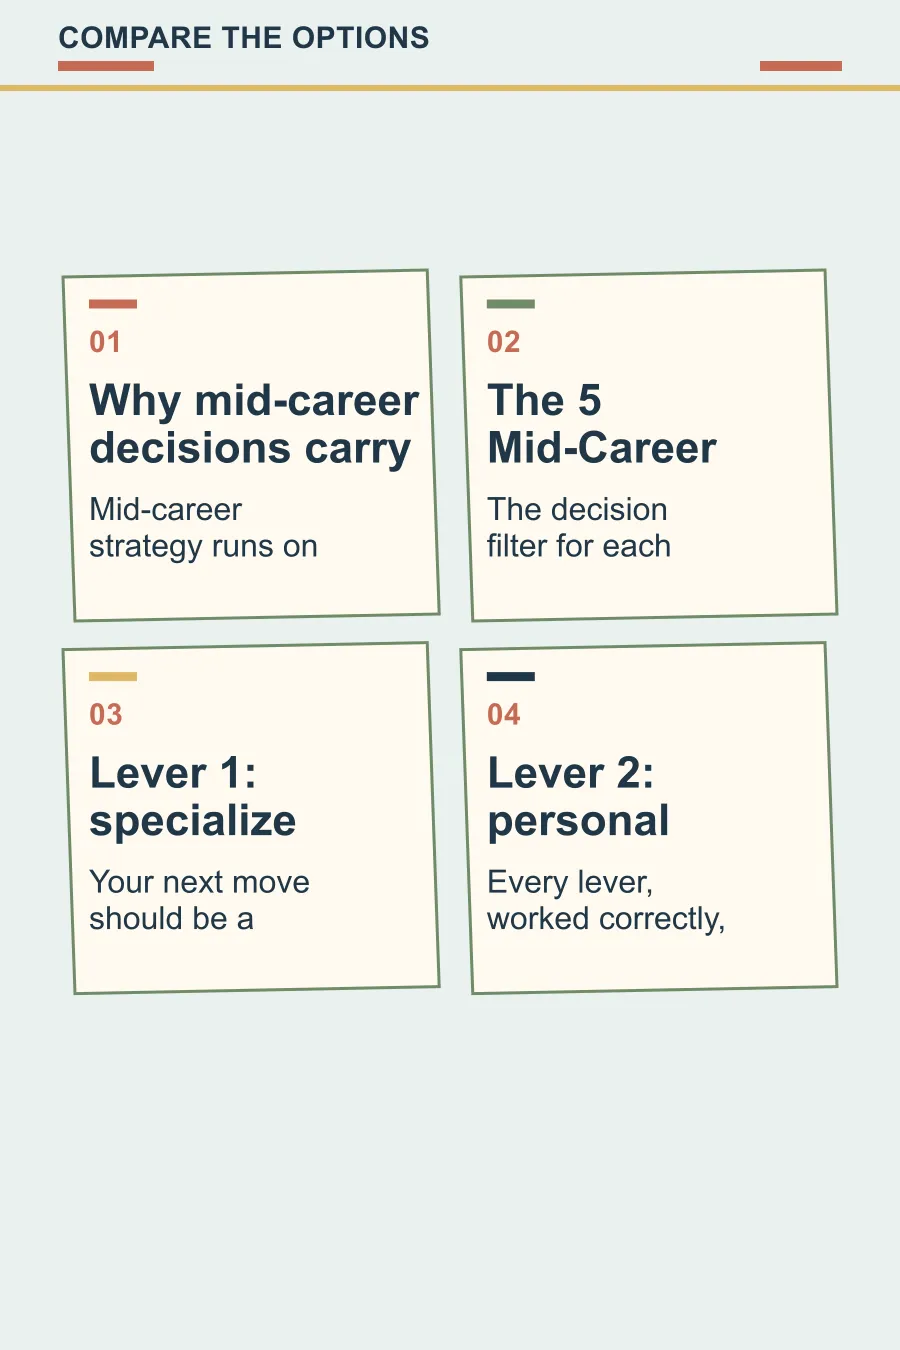 COMPARE THE OPTIONS
01
Why mid-career
decisions carry
Mid-career
strategy runs on
02
The 5
Mid-Career
The decision
filter for each
03
Lever 1:
specialize
Your next move
should be a
04
Lever 2:
personal
Every lever,
worked correctly,